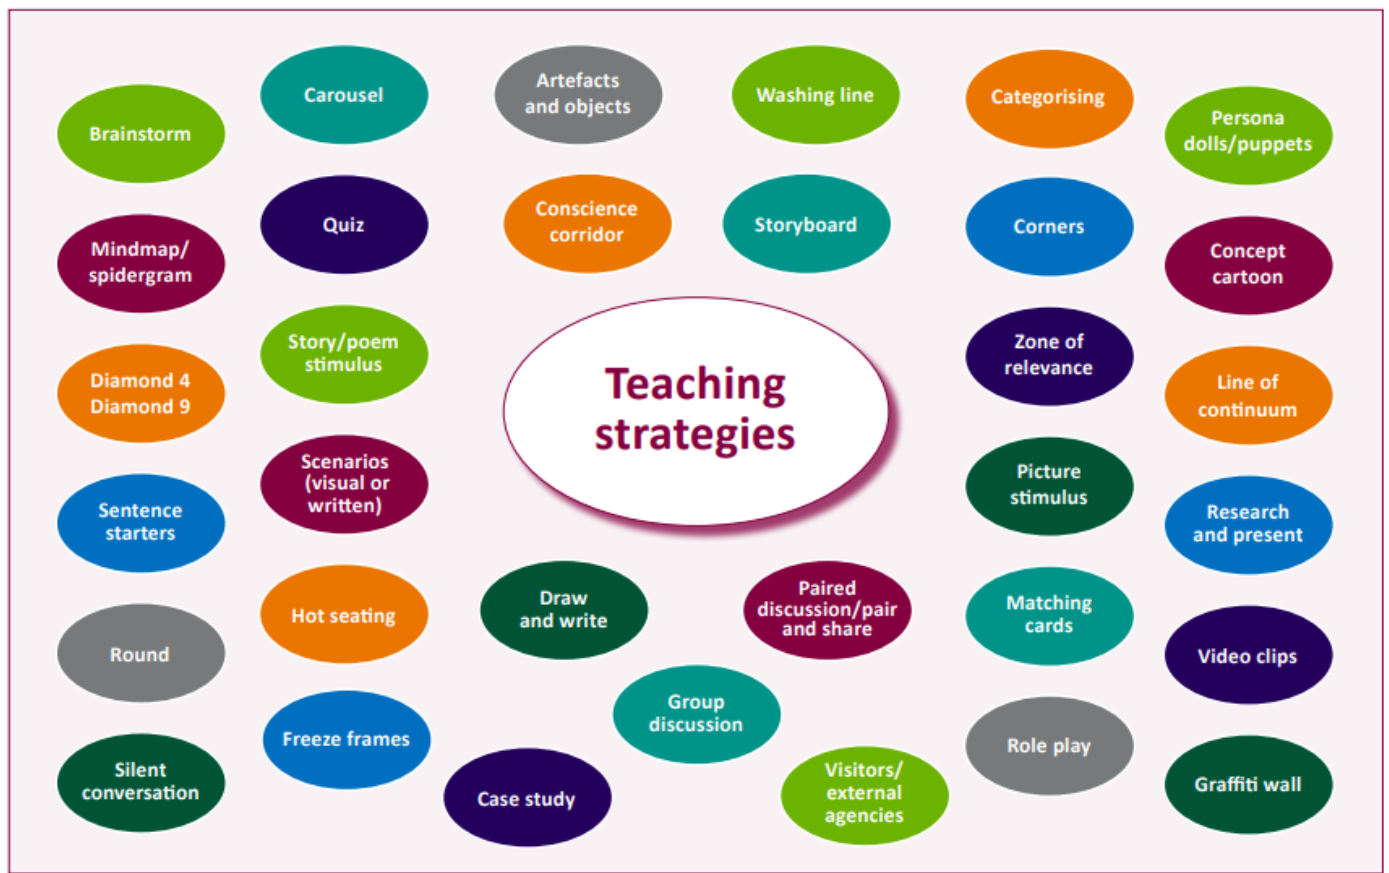 Brainstorm
Carousel
Artefacts
and objects
Washing line
Categorising
Persona
dolls/puppets
Mindmap/
spidergram
Quiz
Conscience
corridor
Storyboard
Corners
Concept
cartoon
Diamond 4
Diamond 9
Story/poem
stimulus
Teaching
strategies
Zone of
relevance
Line of
continuum
Sentence
starters
Scenarios
(visual or
written)
Picture
stimulus
Research
and present
Round
Hot seating
Draw
and write
Paired
discussion/pair
and share
Matching
cards
Video clips
Silent
conversation
Freeze frames
Case study
Group
discussion
Visitors/
external
agencies
Role play
Graffiti wall